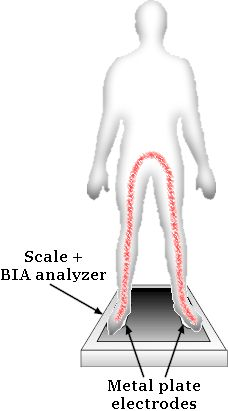 Scale +
BIA analyzer
Metal plate
electrodes